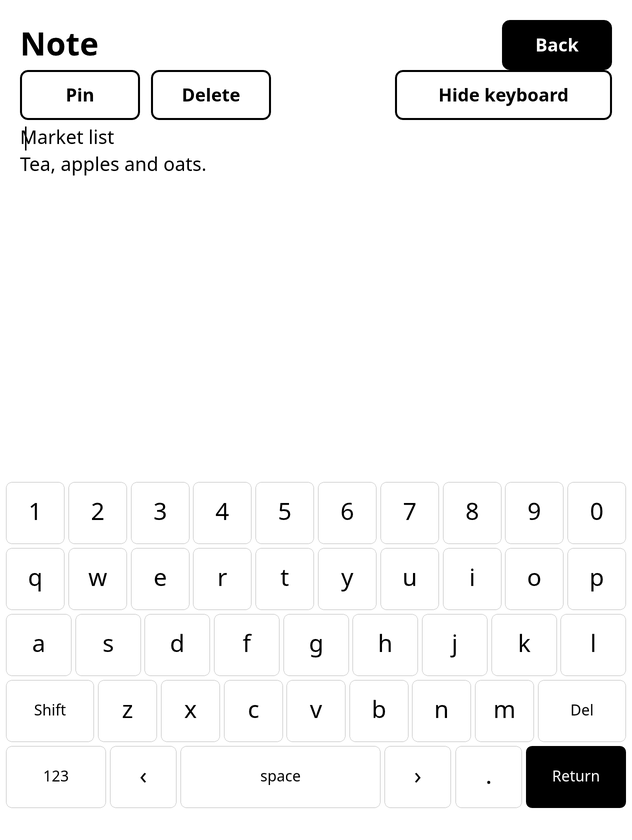 Note
Back
Pin
Delete
Hide keyboard
Market list
Tea, apples and oats.
1 2 3 4 5 6 7 8 9 0
q w e r t y u i o p
a s d f g h j k l
Shift z x c v b n m Del
123 ‹ space › . Return